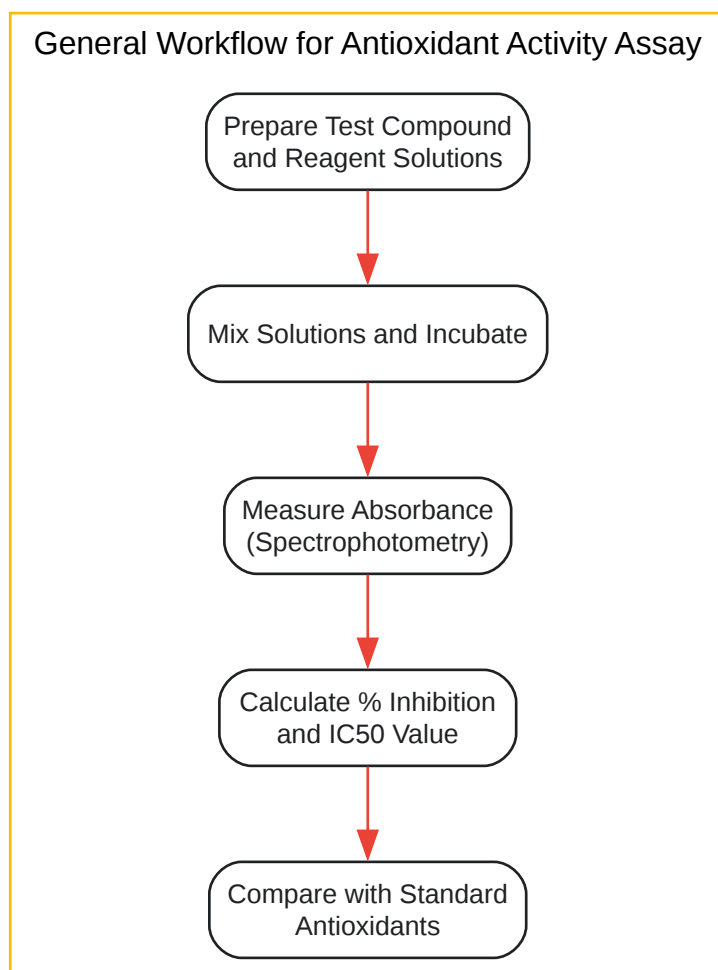 General Workflow for Antioxidant Activity Assay
Prepare Test Compound
and Reagent Solutions
Mix Solutions and Incubate
Measure Absorbance
(Spectrophotometry)
Calculate % Inhibition
and IC50 Value
Compare with Standard
Antioxidants